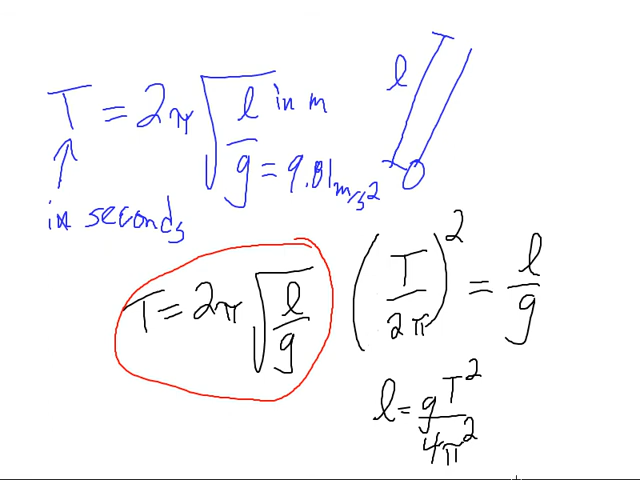 T = 2π √(l/g) in m
g = 9.81 m/s²
l
in seconds
T = 2π √(l/g)
(T/2π)² = l/g
l = gT²/4π²